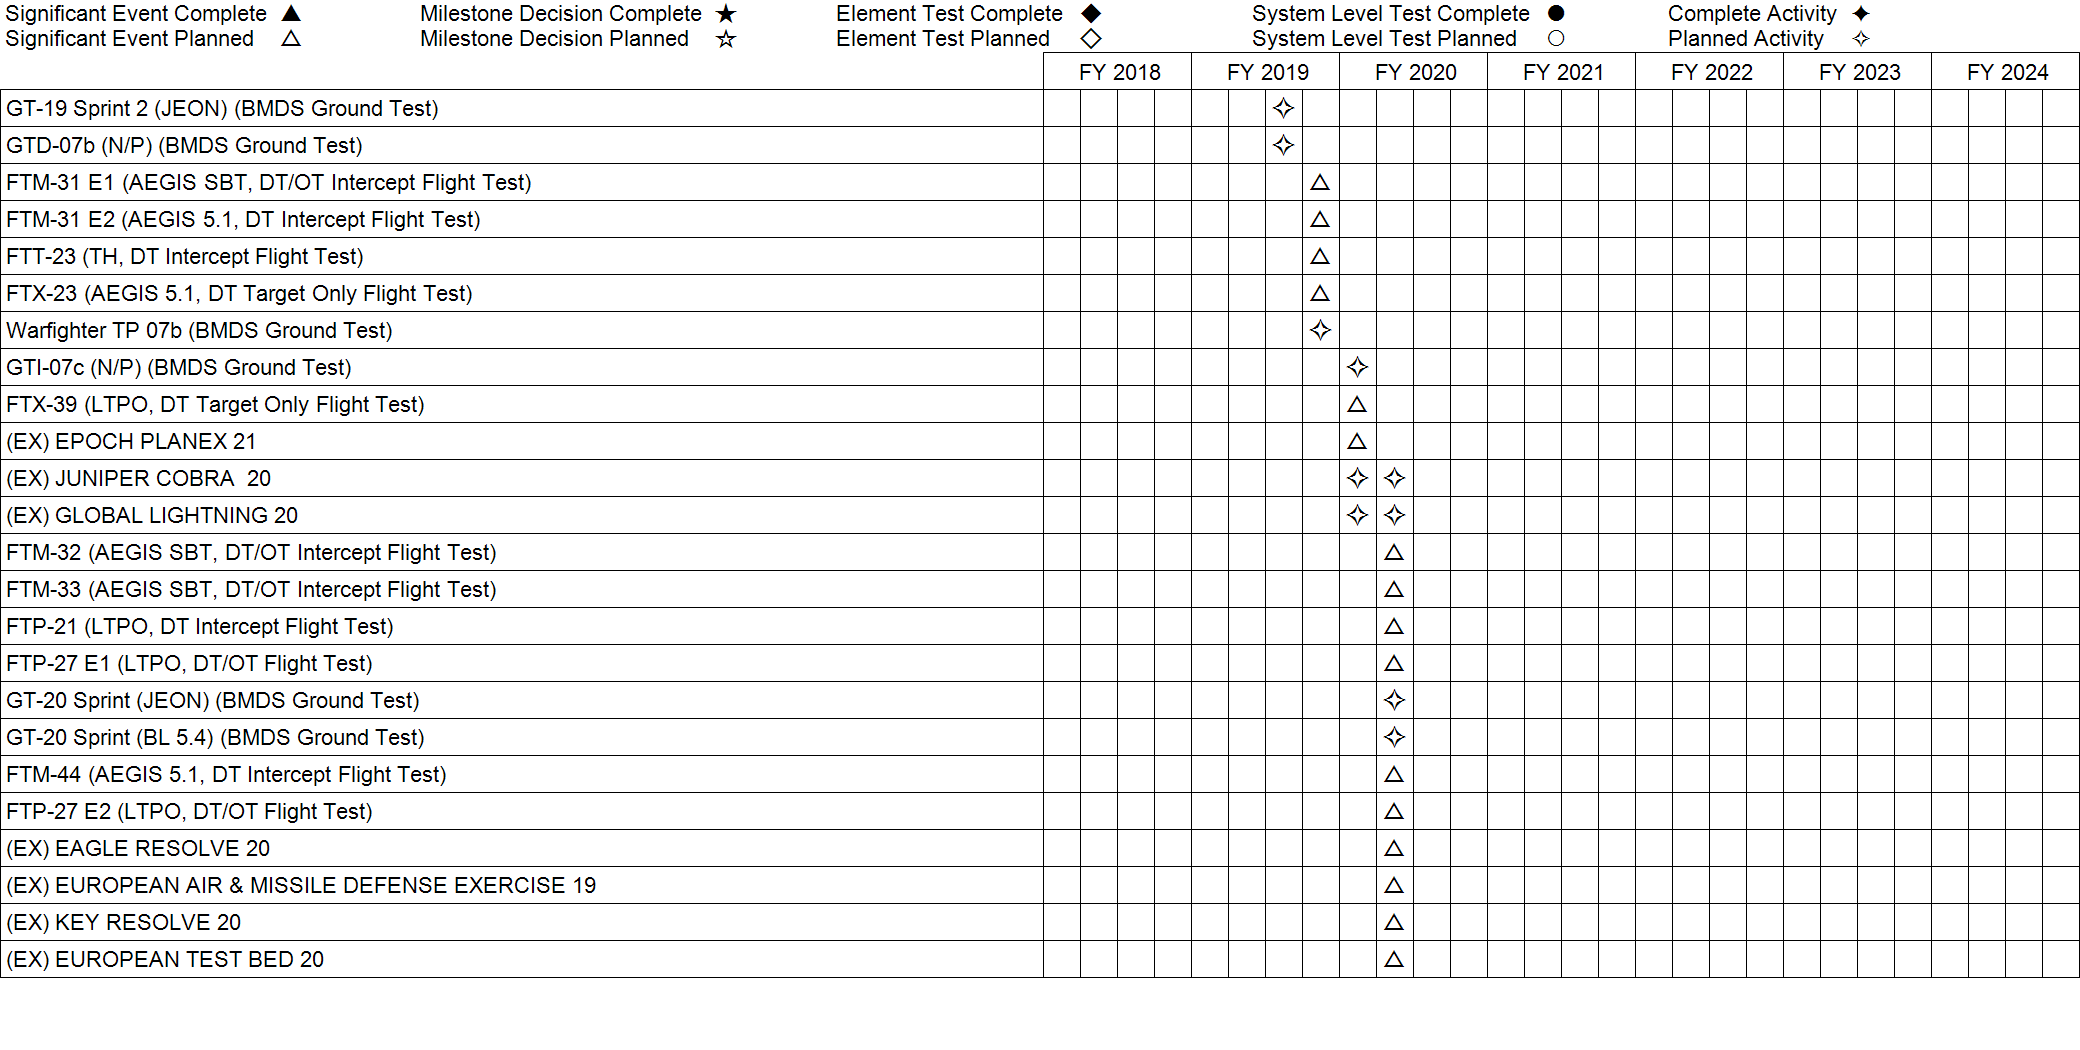 Significant Event Complete ▲ Milestone Decision Complete ★ Element Test Complete ◆ System Level Test Complete ● Complete Activity ✦
Significant Event Planned △ Milestone Decision Planned ☆ Element Test Planned ◇ System Level Test Planned ○ Planned Activity ✧
FY 2018 FY 2019 FY 2020 FY 2021 FY 2022 FY 2023 FY 2024
GT-19 Sprint 2 (JEON) (BMDS Ground Test) ✧
GTD-07b (N/P) (BMDS Ground Test) ✧
FTM-31 E1 (AEGIS SBT, DT/OT Intercept Flight Test) △
FTM-31 E2 (AEGIS 5.1, DT Intercept Flight Test) △
FTT-23 (TH, DT Intercept Flight Test) △
FTX-23 (AEGIS 5.1, DT Target Only Flight Test) △
Warfighter TP 07b (BMDS Ground Test) ✧
GTI-07c (N/P) (BMDS Ground Test) ✧
FTX-39 (LTPO, DT Target Only Flight Test) △
(EX) EPOCH PLANEX 21 △
(EX) JUNIPER COBRA  20 ✧ ✧
(EX) GLOBAL LIGHTNING 20 ✧ ✧
FTM-32 (AEGIS SBT, DT/OT Intercept Flight Test) △
FTM-33 (AEGIS SBT, DT/OT Intercept Flight Test) △
FTP-21 (LTPO, DT Intercept Flight Test) △
FTP-27 E1 (LTPO, DT/OT Flight Test) △
GT-20 Sprint (JEON) (BMDS Ground Test) ✧
GT-20 Sprint (BL 5.4) (BMDS Ground Test) ✧
FTM-44 (AEGIS 5.1, DT Intercept Flight Test) △
FTP-27 E2 (LTPO, DT/OT Flight Test) △
(EX) EAGLE RESOLVE 20 △
(EX) EUROPEAN AIR & MISSILE DEFENSE EXERCISE 19 △
(EX) KEY RESOLVE 20 △
(EX) EUROPEAN TEST BED 20 △